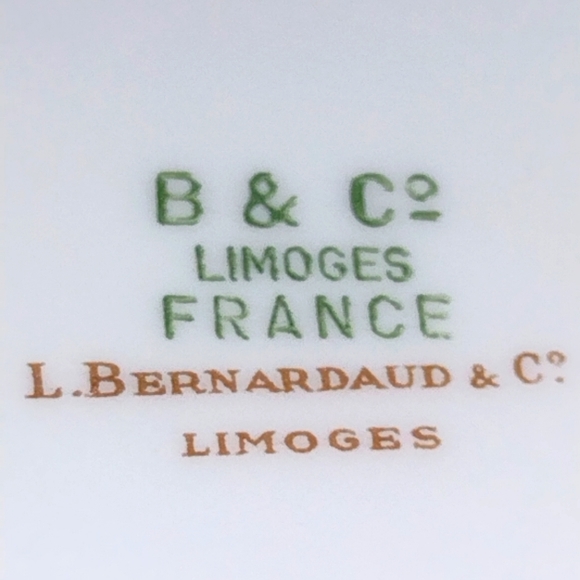 B & Cº
LIMOGES
FRANCE
L. BERNARDAUD & Cº
LIMOGES